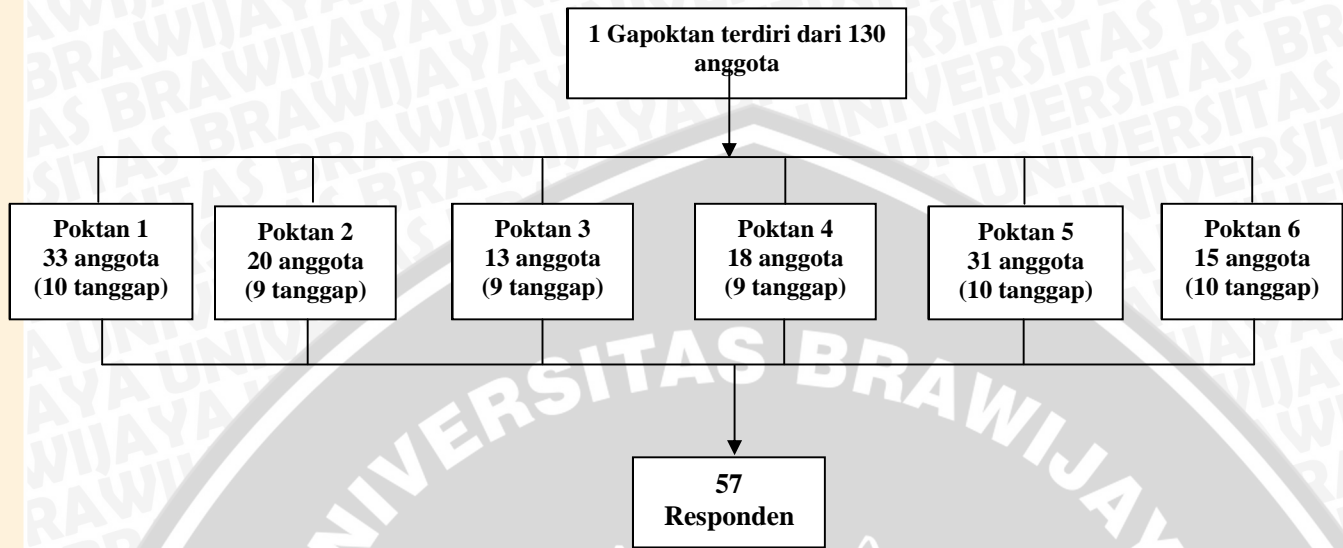 1 Gapoktan terdiri dari 130
anggota
Poktan 1
33 anggota
(10 tanggap)
Poktan 2
20 anggota
(9 tanggap)
Poktan 3
13 anggota
(9 tanggap)
Poktan 4
18 anggota
(9 tanggap)
Poktan 5
31 anggota
(10 tanggap)
Poktan 6
15 anggota
(10 tanggap)
UNIVERSITAS BRAWIJAYA
57
Responden